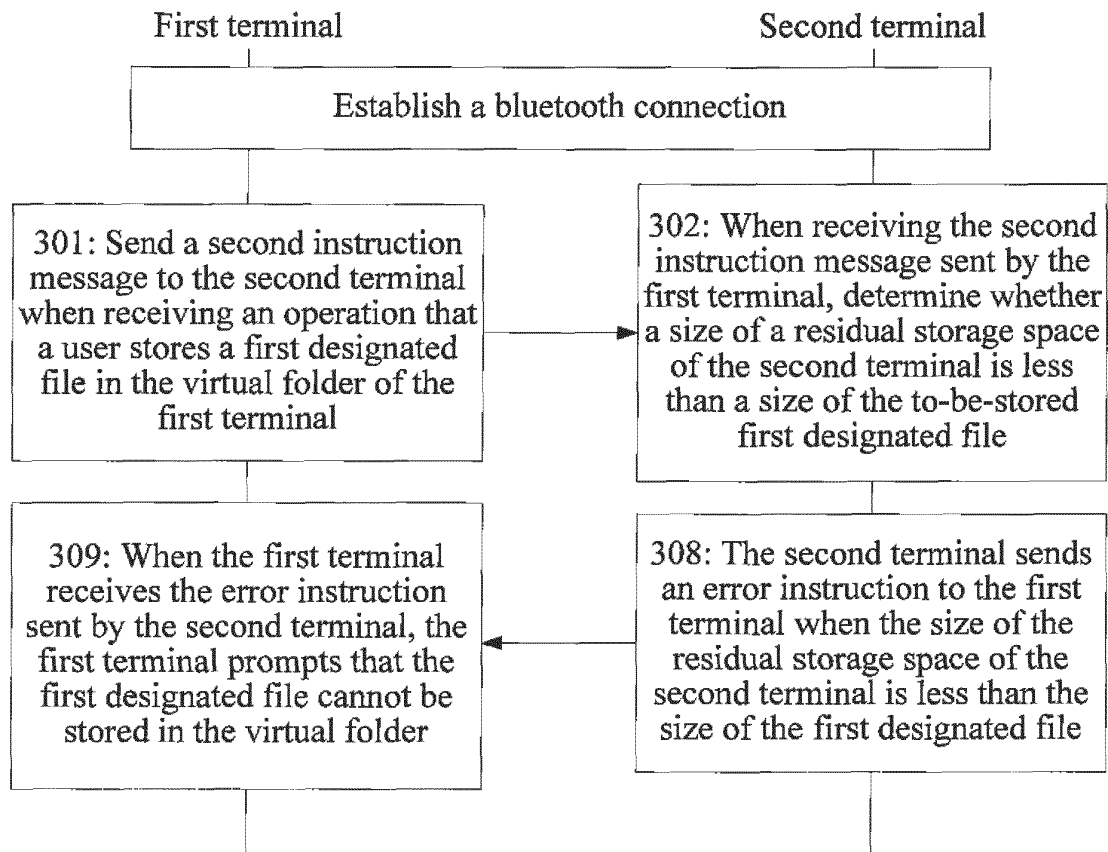 First terminal
Second terminal
Establish a bluetooth connection
301: Send a second instruction
message to the second terminal
when receiving an operation that
a user stores a first designated
file in the virtual folder of the
first terminal
302: When receiving the second
instruction message sent by the
first terminal, determine whether
a size of a residual storage space
of the second terminal is less
than a size of the to-be-stored
first designated file
309: When the first terminal
receives the error instruction
sent by the second terminal, the
first terminal prompts that the
first designated file cannot be
stored in the virtual folder
308: The second terminal sends
an error instruction to the first
terminal when the size of the
residual storage space of the
second terminal is less than the
size of the first designated file